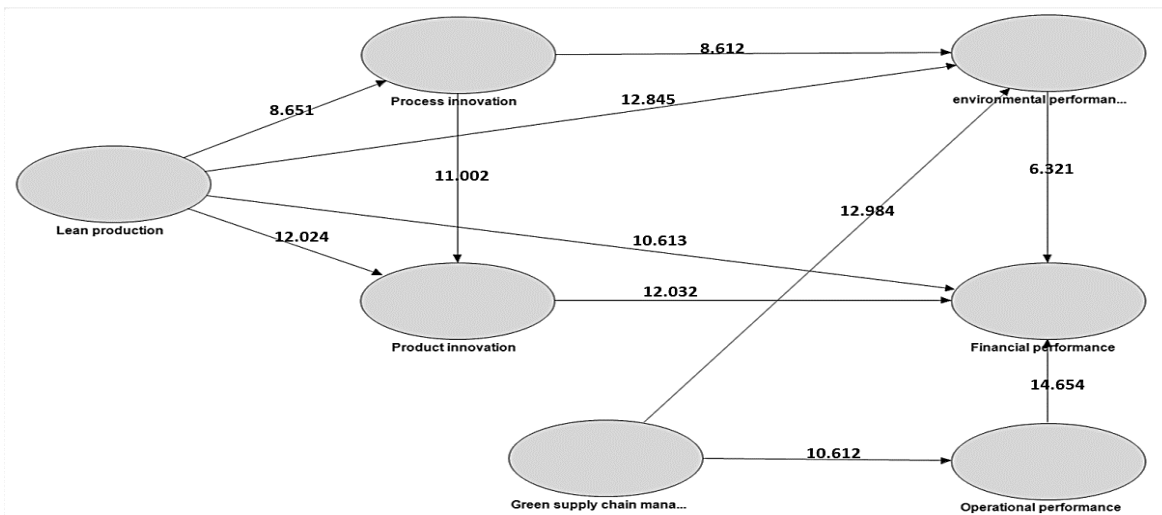 8.612
Process innovation
environmental performan...
8.651
12.845
11.002
6.321
Lean production
12.984
12.024
10.613
12.032
Product innovation
Financial performance
14.654
10.612
Green supply chain mana...
Operational performance